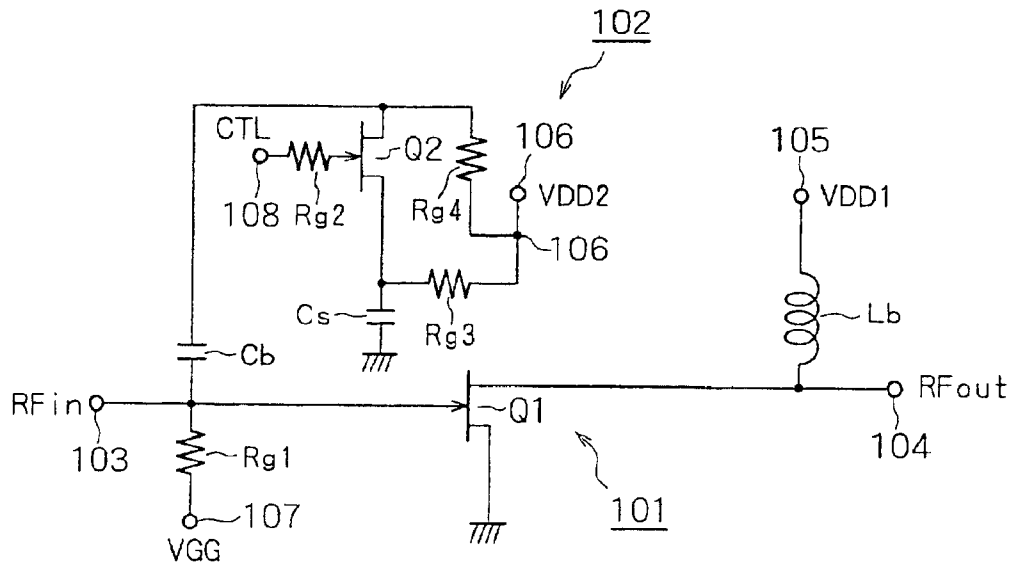 102
CTL
Q2
106
105
108
Rg2
Rg4
VDD2
VDD1
106
Cs
Rg3
Lb
Cb
RFin
Q1
RFout
103
Rg1
104
107
101
VGG